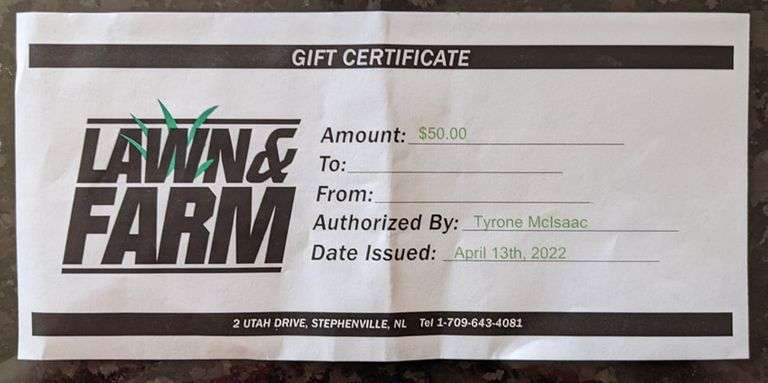 GIFT CERTIFICATE
LAWN&
FARM
Amount: $50.00
To:
From:
Authorized By: Tyrone McIsaac
Date Issued: April 13th, 2022
2 UTAH DRIVE, STEPHENVILLE, NL Tel 1-709-643-4081